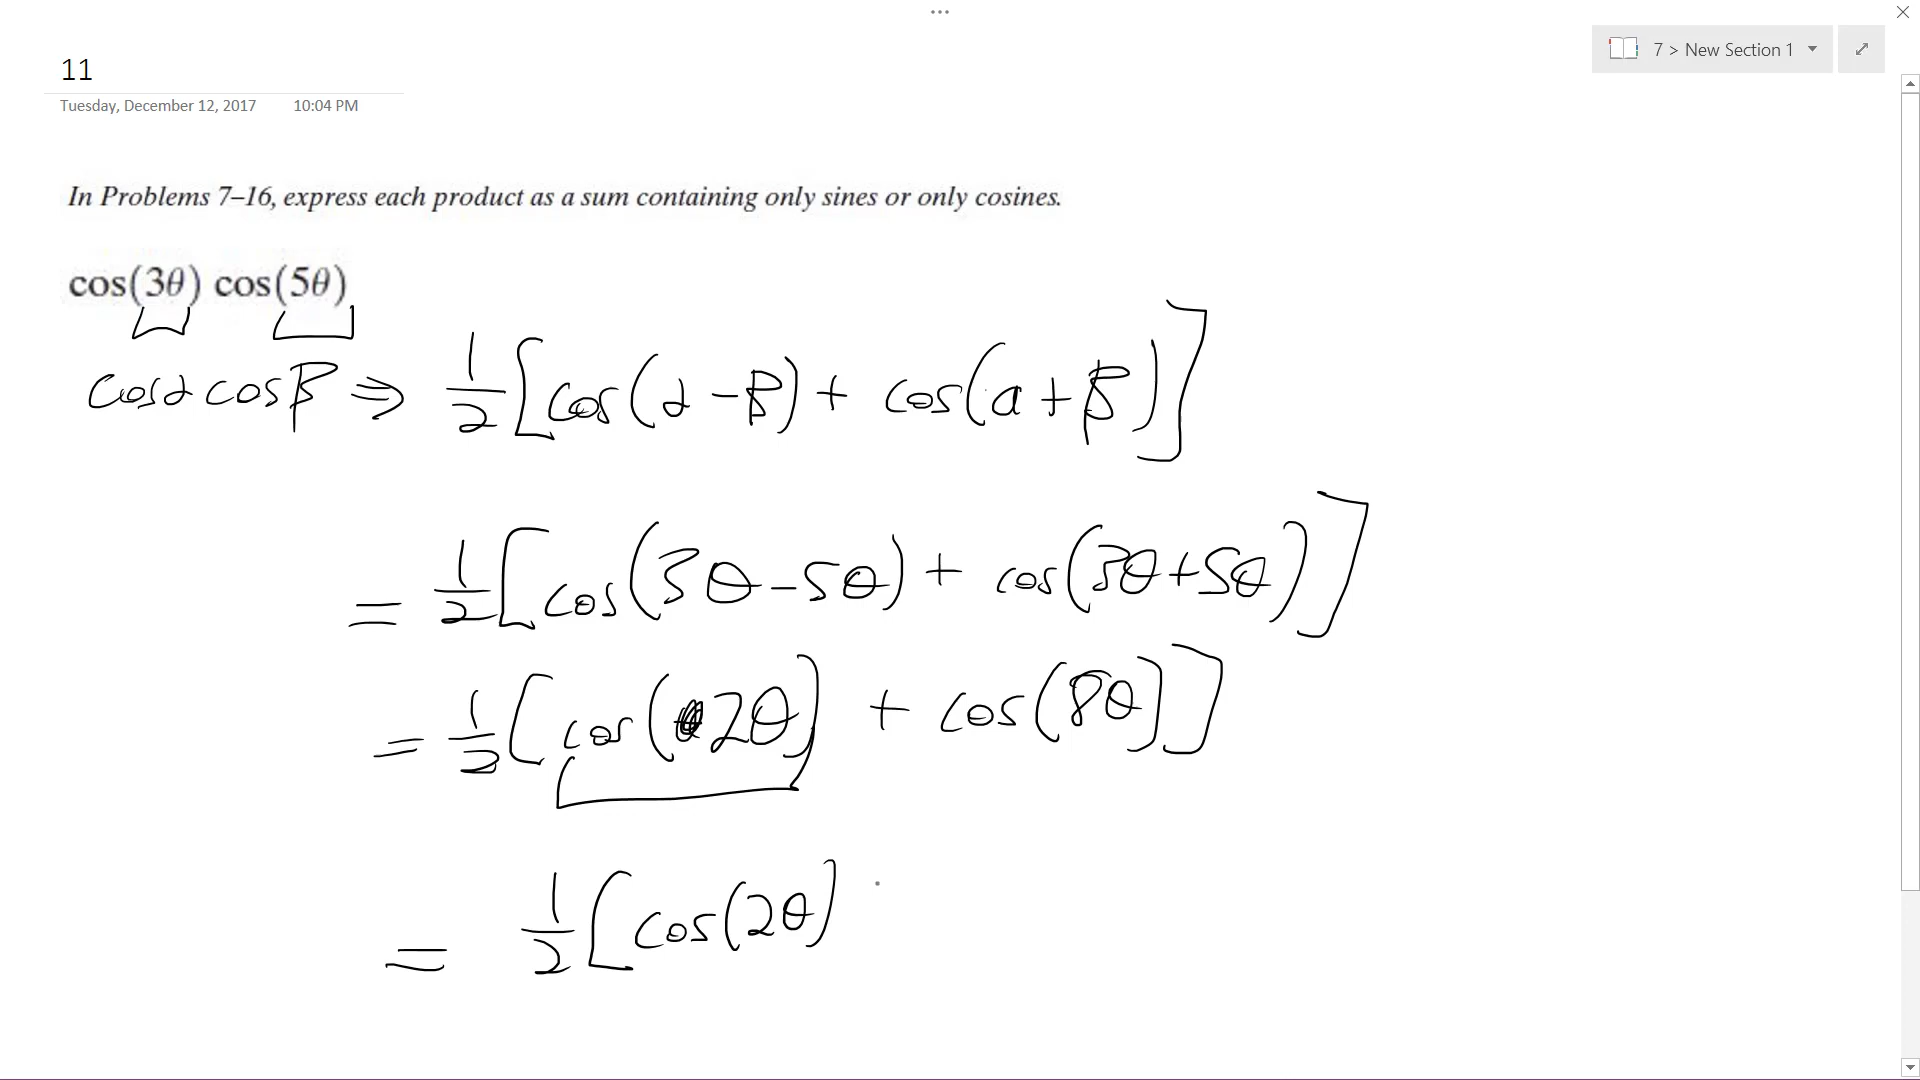 11
7 > New Section 1
Tuesday, December 12, 2017 10:04 PM
In Problems 7–16, express each product as a sum containing only sines or only cosines.
cos(3θ) cos(5θ)
cosα cosβ ⇒ 1/2 [cos(α - β) + cos(α + β)]
= 1/2 [cos(3θ - 5θ) + cos(3θ + 5θ)]
= 1/2 [cos(-2θ) + cos(8θ)]
= 1/2 [cos(2θ)